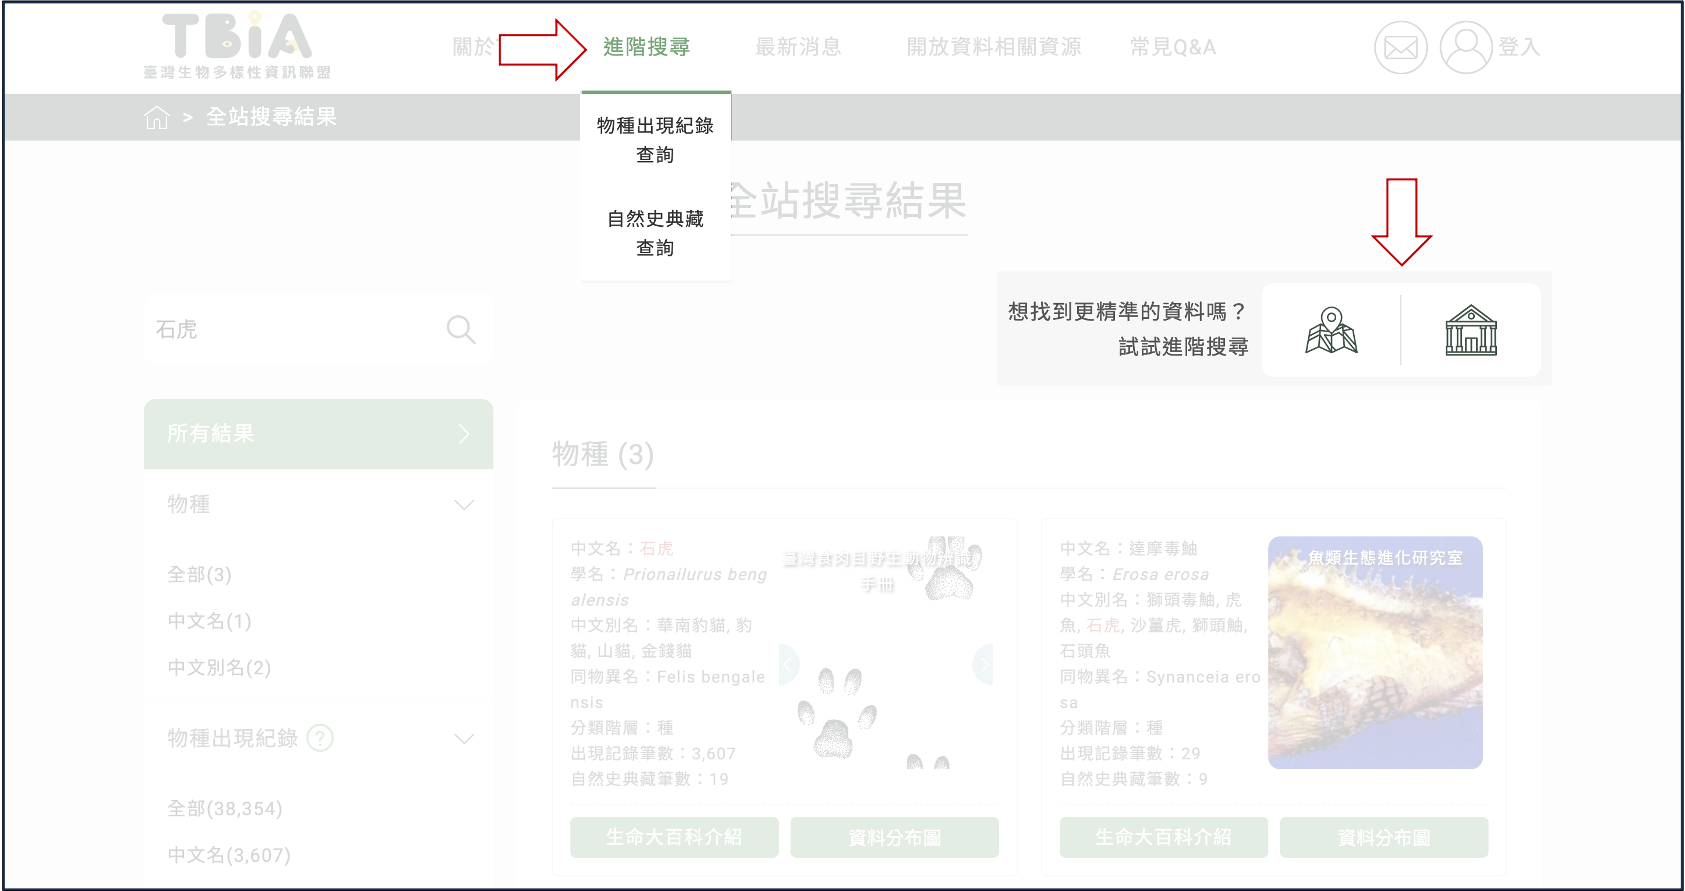 TBiA
臺灣生物多樣性資訊聯盟
關於
進階搜尋
最新消息
開放資料相關資源
常見Q&A
登入
> 全站搜尋結果
物種出現紀錄
查詢
自然史典藏
查詢
全站搜尋結果
石虎
想找到更精準的資料嗎？
試試進階搜尋
所有結果
物種
全部(3)
中文名(1)
中文別名(2)
物種出現紀錄 ?
全部(38,354)
中文名(3,607)
物種 (3)
中文名：石虎
學名：Prionailurus beng
alensis
中文別名：華南豹貓, 豹
貓, 山貓, 金錢貓
同物異名：Felis bengale
nsis
分類階層：種
出現記錄筆數：3,607
自然史典藏筆數：19
臺灣食肉目野生動物辨識
手冊
生命大百科介紹
資料分布圖
中文名：達摩毒鮋
學名：Erosa erosa
中文別名：獅頭毒鮋, 虎
魚, 石虎, 沙薑虎, 獅頭鮋,
石頭魚
同物異名：Synanceia ero
sa
分類階層：種
出現記錄筆數：29
自然史典藏筆數：9
魚類生態進化研究室
生命大百科介紹
資料分布圖